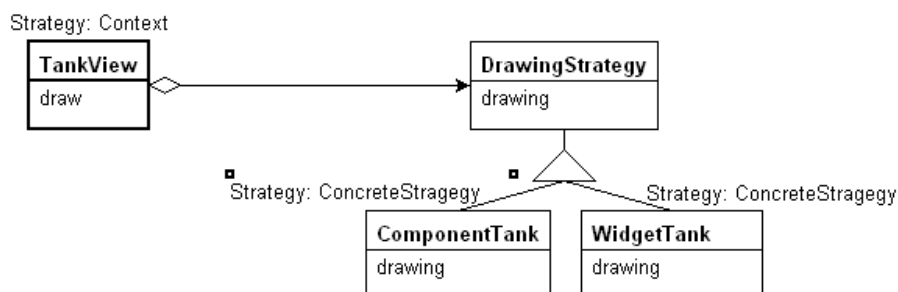 Strategy: Context
TankView
draw
DrawingStrategy
drawing
Strategy: ConcreteStragegy
Strategy: ConcreteStragegy
ComponentTank
drawing
WidgetTank
drawing